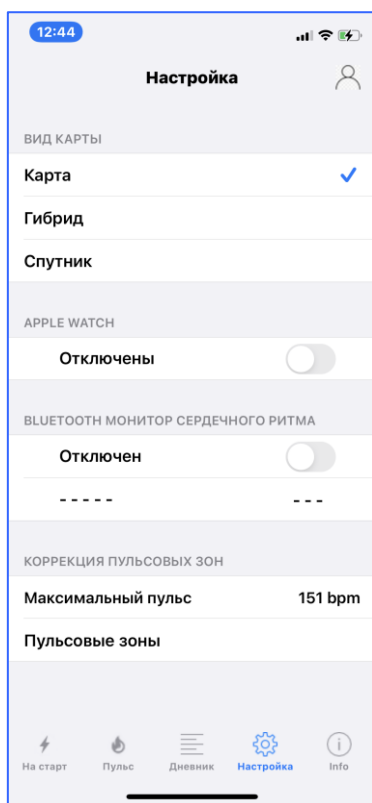 12:44
Настройка
ВИД КАРТЫ
Карта
Гибрид
Спутник
APPLE WATCH
Отключены
BLUETOOTH МОНИТОР СЕРДЕЧНОГО РИТМА
Отключен
- - - - - - - -
КОРРЕКЦИЯ ПУЛЬСОВЫХ ЗОН
Максимальный пульс 151 bpm
Пульсовые зоны
На старт Пульс Дневник Настройка Info